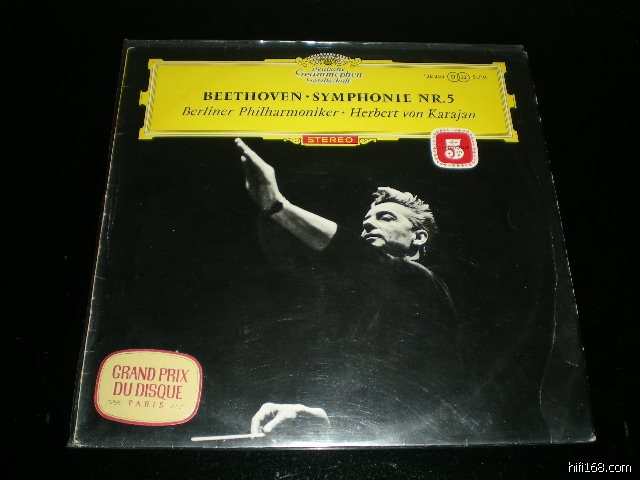 Deutsche
Grammophon
Gesellschaft
BEETHOVEN · SYMPHONIE NR. 5
Berliner Philharmoniker · Herbert von Karajan
STEREO
5
GRAND PRIX
DU DISQUE
PARIS
hifi168.com